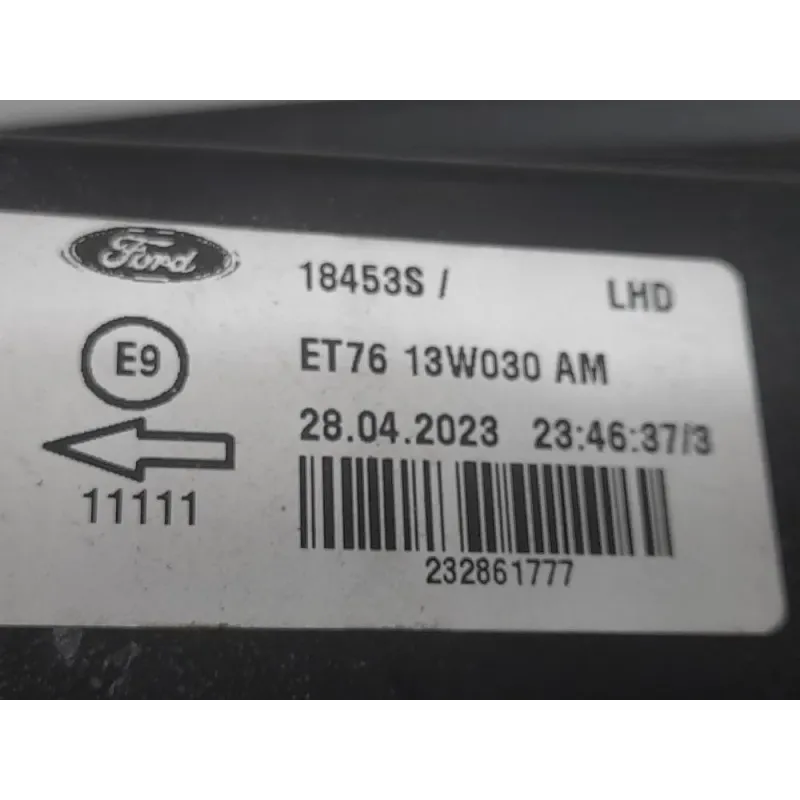 Ford
18453S /
LHD
E9
ET76 13W030 AM
28.04.2023 23:46:37/3
11111
232861777